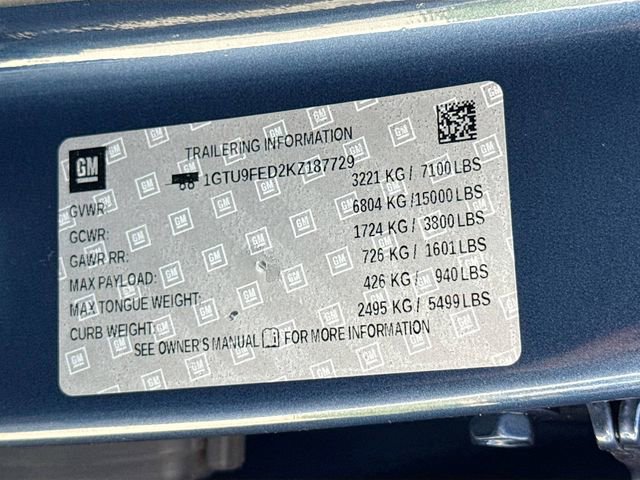 GM
TRAILERING INFORMATION
1GTU9FED2KZ187729
GVWR: 3221 KG / 7100 LBS
GCWR: 6804 KG /15000 LBS
GAWR RR: 1724 KG / 3800 LBS
MAX PAYLOAD: 726 KG / 1601 LBS
MAX TONGUE WEIGHT: 426 KG / 940 LBS
CURB WEIGHT: 2495 KG / 5499 LBS
SEE OWNER'S MANUAL FOR MORE INFORMATION